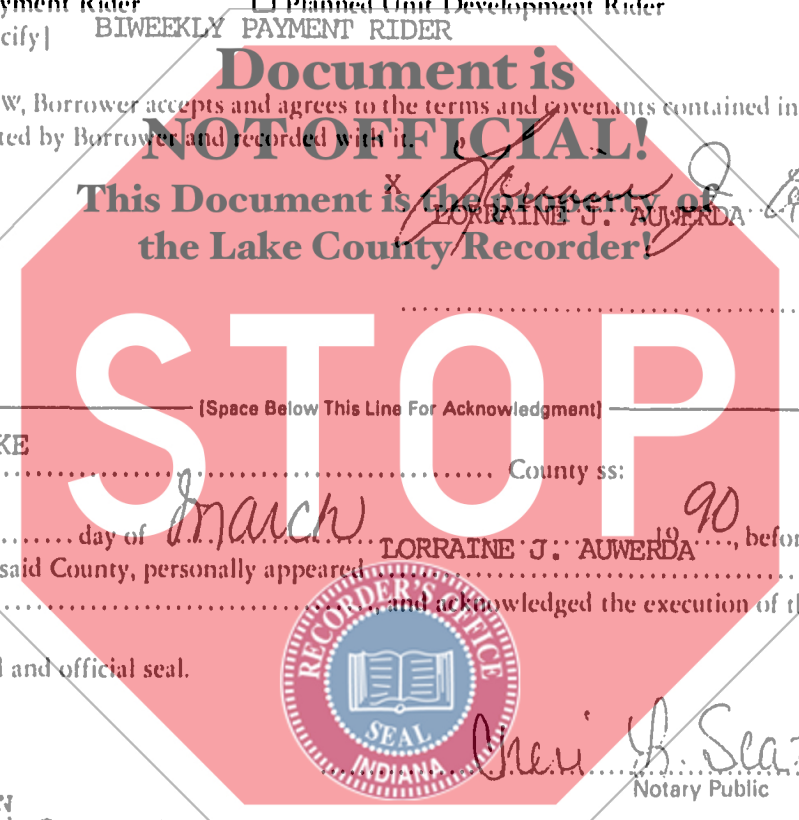 yment Rider Planned Unit Development Rider
cify] BIWEEKLY PAYMENT RIDER
Document is
W, Borrower accepts and agrees to the terms and covenants contained in
ted by Borrower and recorded with it.
NOT OFFICIAL!
X
This Document is the property of
LORRAINE J. AUWERDA
the Lake County Recorder!
STOP
[Space Below This Line For Acknowledgment]
KE
County ss:
day of March 19 90, befor
LORRAINE J. AUWERDA
said County, personally appeared
and acknowledged the execution of th
RECORDER'S OFFICE
l and official seal.
SEAL
INDIANA
Cheri L. Sea
Notary Public
N